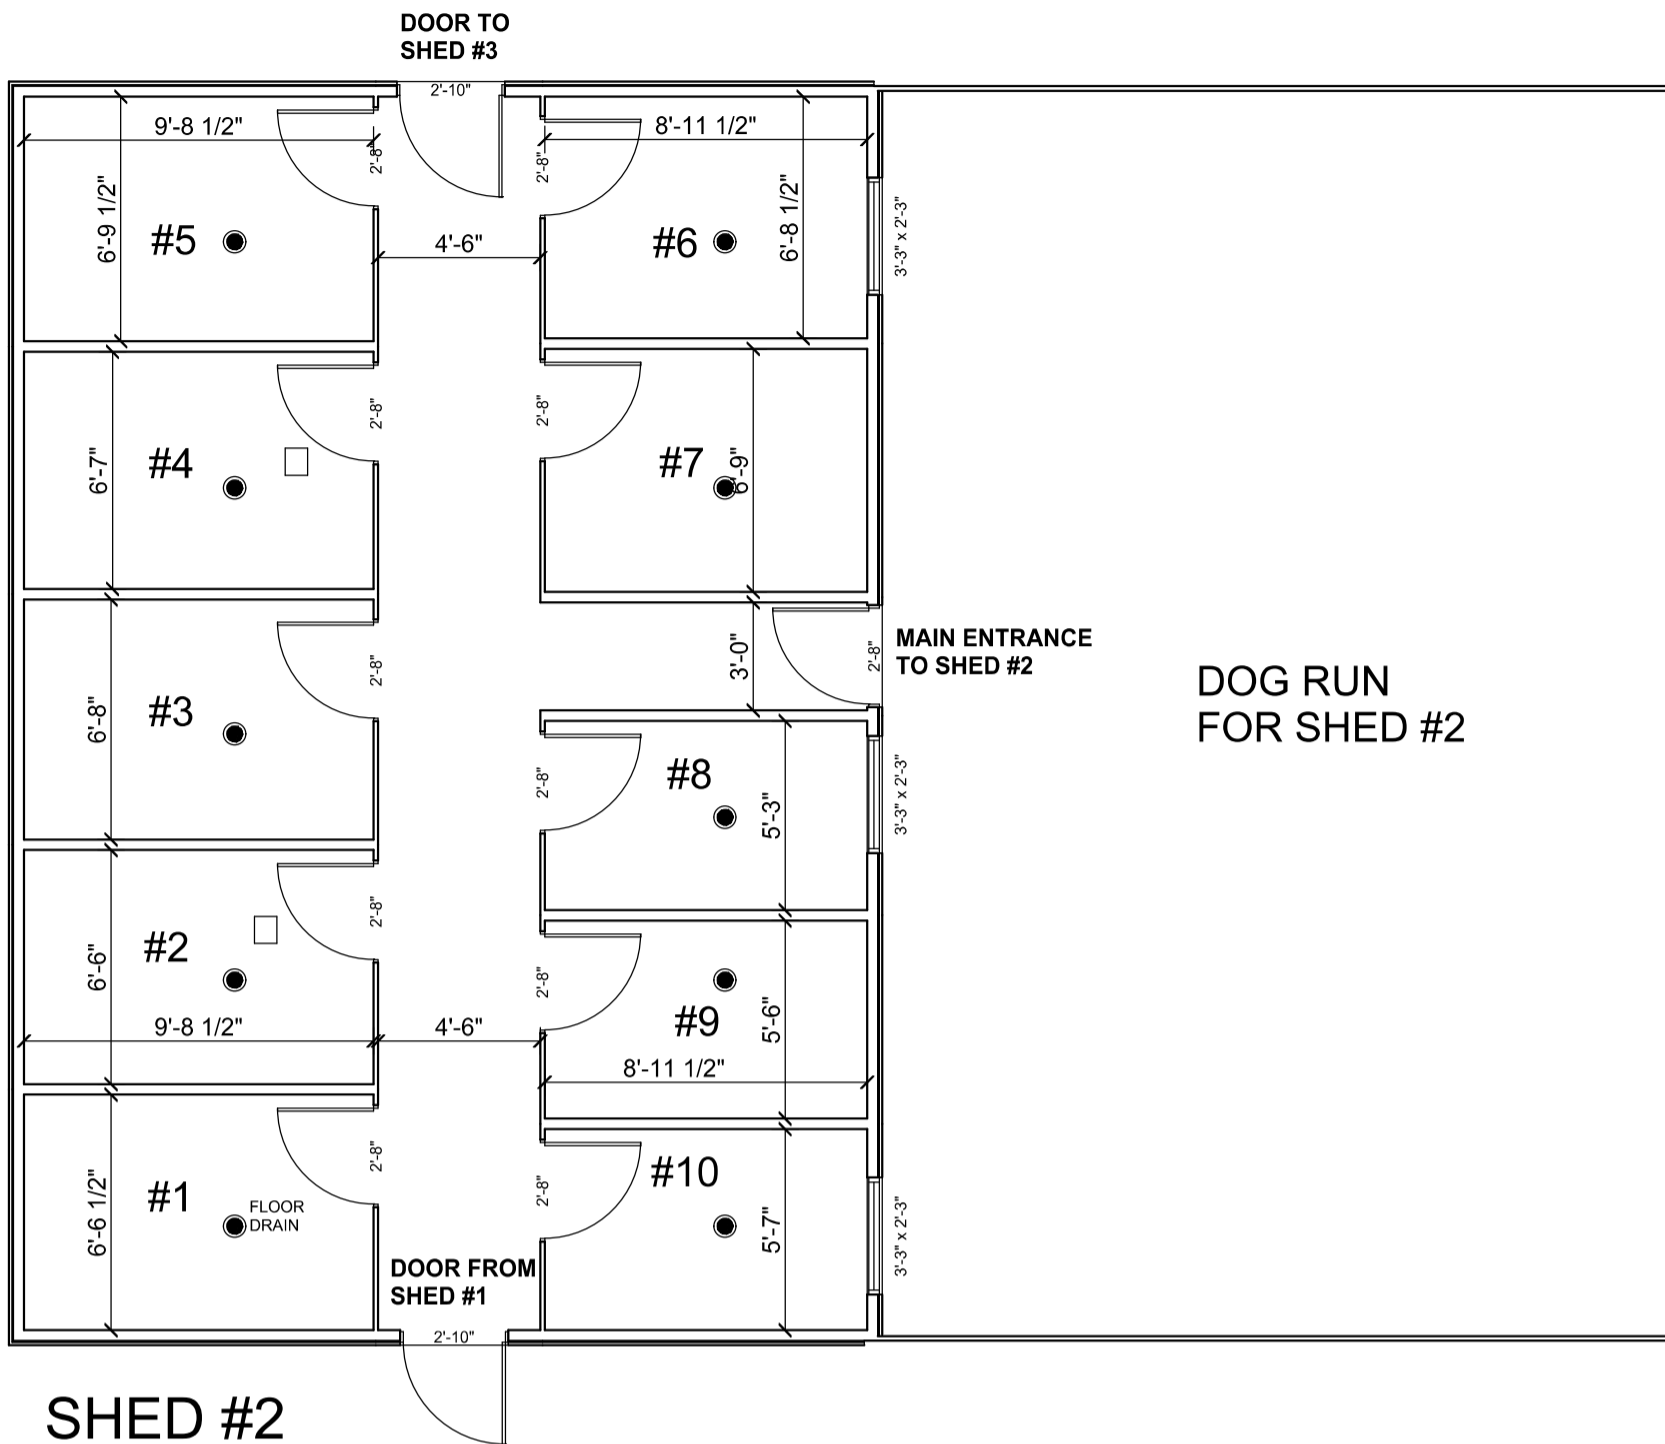 DOOR TO
SHED #3
2'-10"
9'-8 1/2"
8'-11 1/2"
2'-8"
2'-8"
6'-9 1/2"
#5
4'-6"
#6
6'-8 1/2"
3'-3" x 2'-3"
2'-8"
2'-8"
6'-7"
#4
#7
6'-9"
MAIN ENTRANCE
TO SHED #2
2'-8"
3'-0"
2'-8"
6'-8"
#3
DOG RUN
FOR SHED #2
#8
2'-8"
5'-3"
3'-3" x 2'-3"
2'-8"
#2
6'-6"
2'-8"
9'-8 1/2"
4'-6"
#9
5'-6"
8'-11 1/2"
2'-8"
#10
2'-8"
6'-6 1/2"
#1
FLOOR
DRAIN
5'-7"
3'-3" x 2'-3"
DOOR FROM
SHED #1
2'-10"
SHED #2